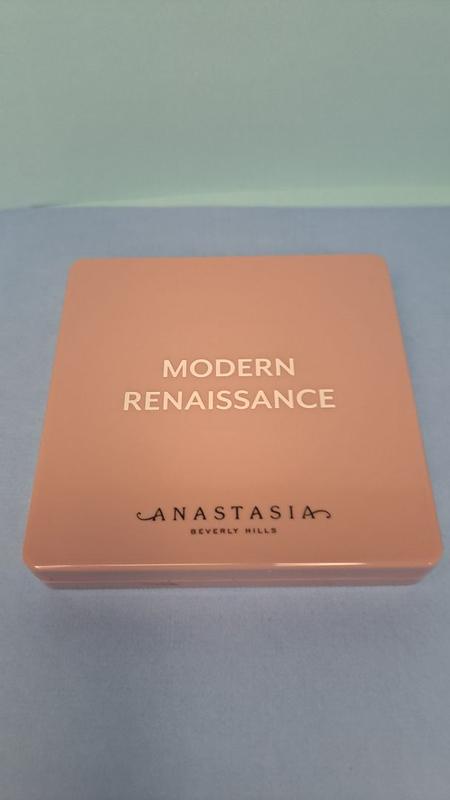 MODERN
RENAISSANCE
ANASTASIA
BEVERLY HILLS